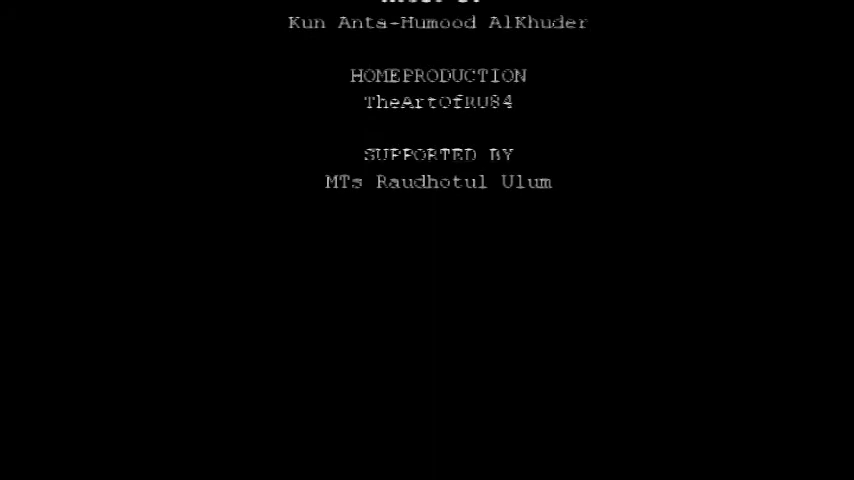 Kun Anta-Humood AlKhuder
HOMEPRODUCTION
TheArtOfRU84
SUPPORTED BY
MTs Raudhotul Ulum